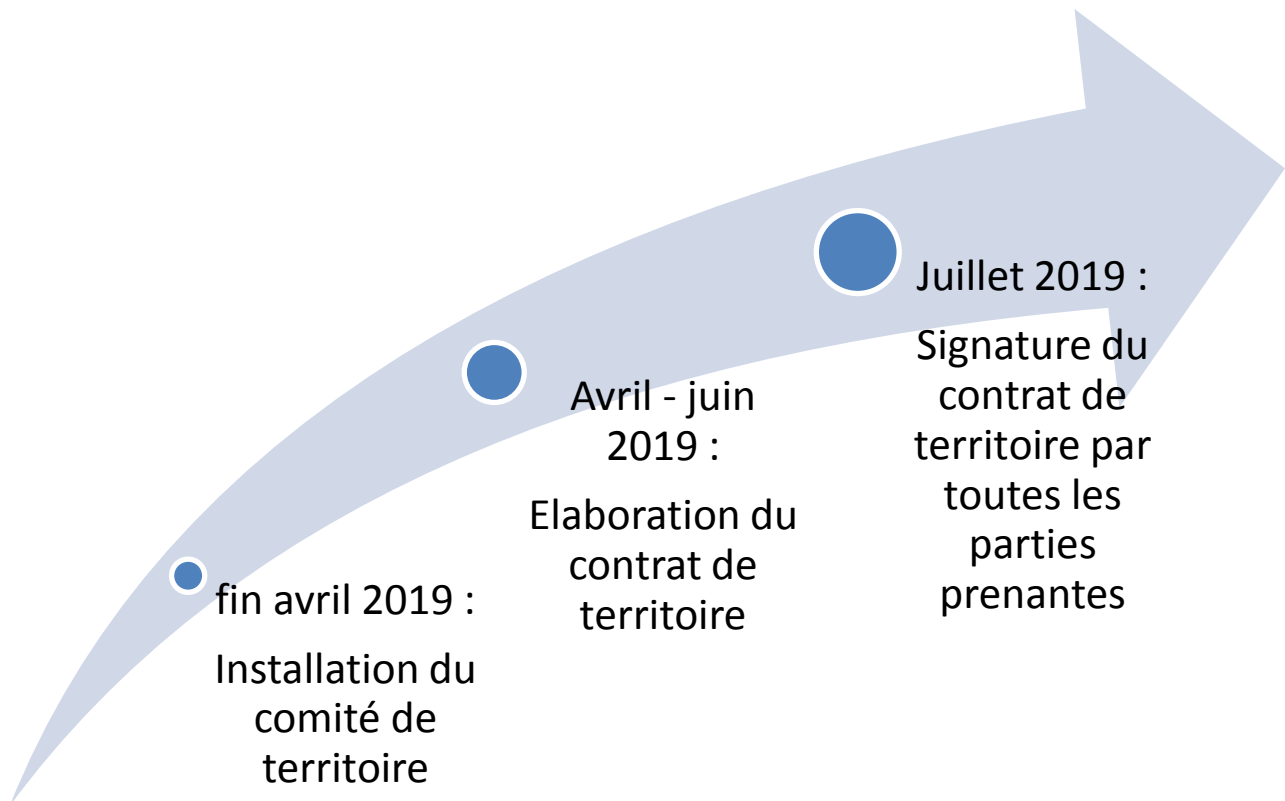 fin avril 2019 :
Installation du
comité de
territoire
Avril - juin
2019 :
Elaboration du
contrat de
territoire
Juillet 2019 :
Signature du
contrat de
territoire par
toutes les
parties
prenantes